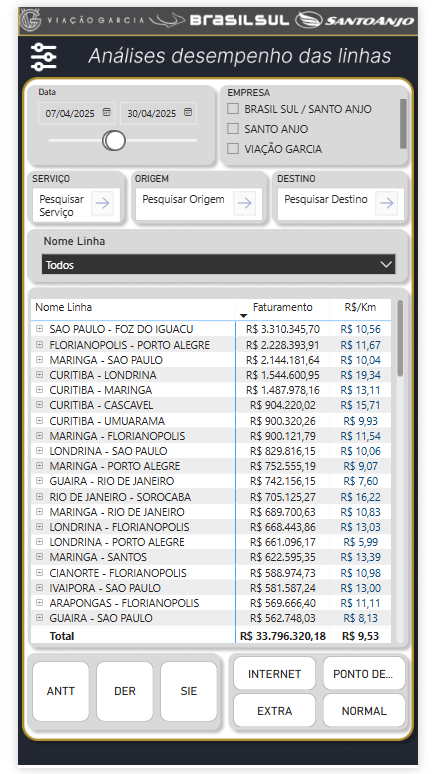 VIAÇÃO GARCIA BRASILSUL SANTOANJO
Análises desempenho das linhas
Data
07/04/2025 30/04/2025
EMPRESA
BRASIL SUL / SANTO ANJO
SANTO ANJO
VIAÇÃO GARCIA
SERVIÇO
Pesquisar
Serviço
ORIGEM
Pesquisar Origem
DESTINO
Pesquisar Destino
Nome Linha
Todos
Nome Linha Faturamento R$/Km
SAO PAULO - FOZ DO IGUACU R$ 3.310.345,70 R$ 10,56
FLORIANOPOLIS - PORTO ALEGRE R$ 2.228.393,91 R$ 11,67
MARINGA - SAO PAULO R$ 2.144.181,64 R$ 10,04
CURITIBA - LONDRINA R$ 1.544.600,95 R$ 19,34
CURITIBA - MARINGA R$ 1.487.978,16 R$ 13,11
CURITIBA - CASCAVEL R$ 904.220,02 R$ 15,71
CURITIBA - UMUARAMA R$ 900.320,26 R$ 9,93
MARINGA - FLORIANOPOLIS R$ 900.121,79 R$ 11,54
LONDRINA - SAO PAULO R$ 829.816,15 R$ 10,06
MARINGA - PORTO ALEGRE R$ 752.555,19 R$ 9,07
GUAIRA - RIO DE JANEIRO R$ 742.156,15 R$ 7,60
RIO DE JANEIRO - SOROCABA R$ 705.125,27 R$ 16,22
MARINGA - RIO DE JANEIRO R$ 689.700,63 R$ 10,83
LONDRINA - FLORIANOPOLIS R$ 668.443,86 R$ 13,03
LONDRINA - PORTO ALEGRE R$ 661.096,17 R$ 5,99
MARINGA - SANTOS R$ 622.595,35 R$ 13,39
CIANORTE - FLORIANOPOLIS R$ 588.974,73 R$ 10,98
IVAIPORA - SAO PAULO R$ 581.587,24 R$ 13,00
ARAPONGAS - FLORIANOPOLIS R$ 569.666,40 R$ 11,11
GUAIRA - SAO PAULO R$ 562.748,03 R$ 8,13
Total R$ 33.796.320,18 R$ 9,53
ANTT DER SIE
INTERNET PONTO DE...
EXTRA NORMAL